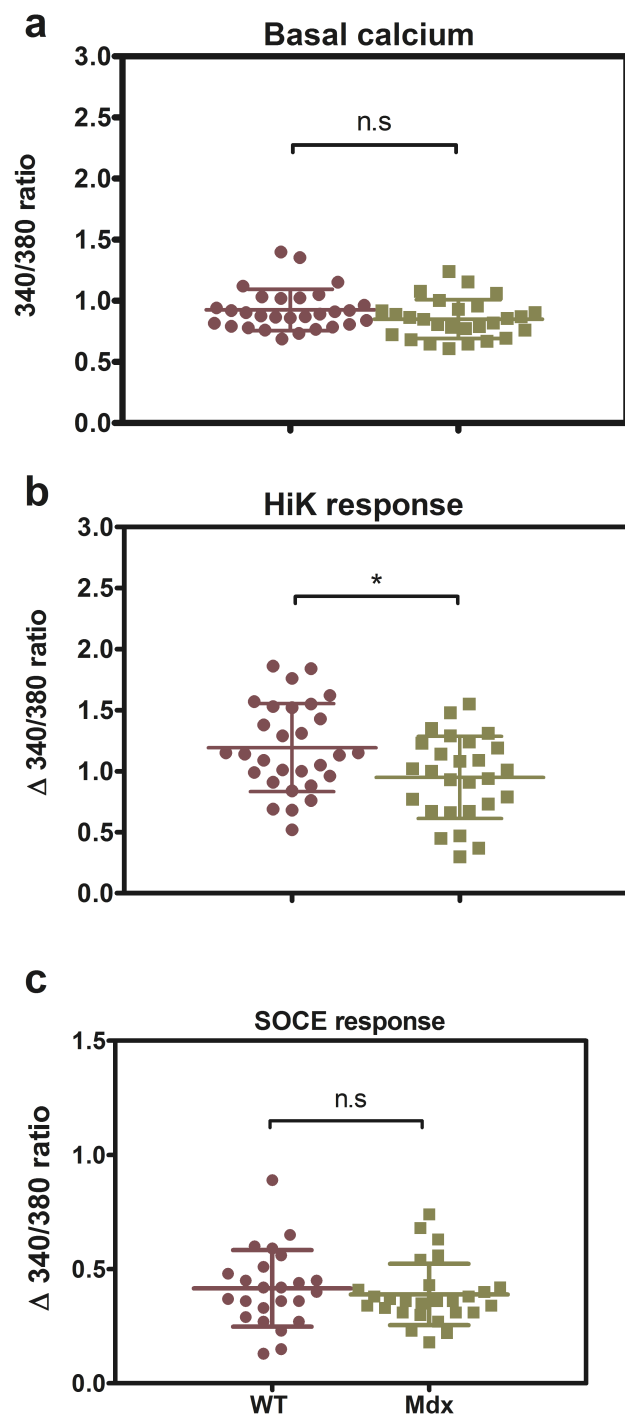 a
Basal calcium
340/380 ratio
3.0
2.5
2.0
1.5
1.0
0.5
0.0
n.s
b
HiK response
Δ 340/380 ratio
3.0
2.5
2.0
1.5
1.0
0.5
0.0
*
c
SOCE response
Δ 340/380 ratio
1.5
1.0
0.5
0.0
n.s
WT Mdx